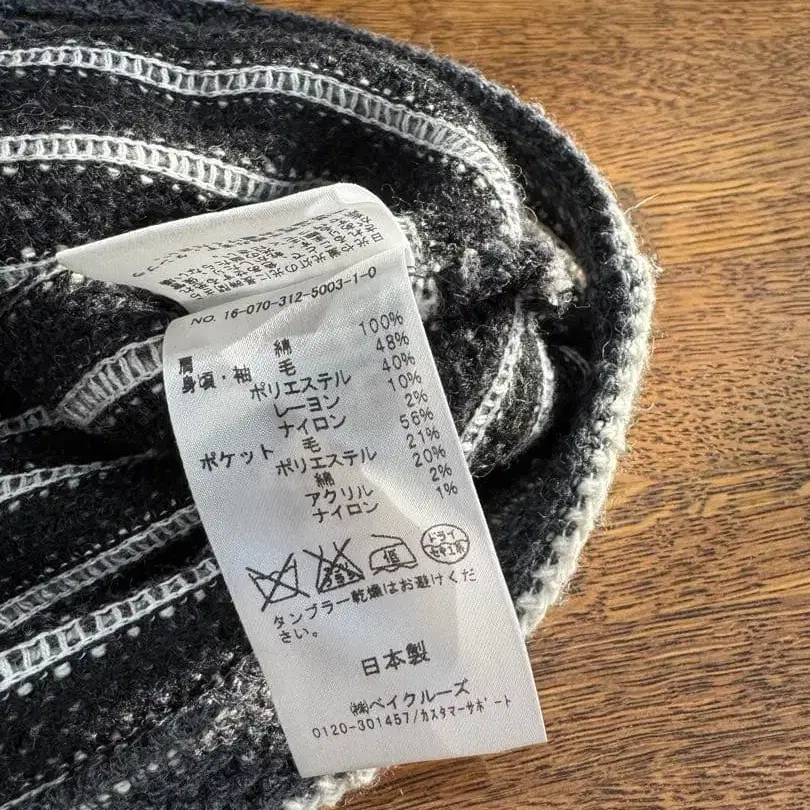 NO. 16-070-312-5003-1-0
肩 綿 100%
身頃・袖 毛 48%
ポリエステル 40%
レーヨン 10%
ナイロン 2%
ポケット 毛 56%
ポリエステル 21%
綿 20%
アクリル 2%
ナイロン 1%
低
ドライ
セキユ系
タンブラー乾燥はお避けくだ
さい。
日本製
㈱ベイクルーズ
0120-301457/カスタマーサポート